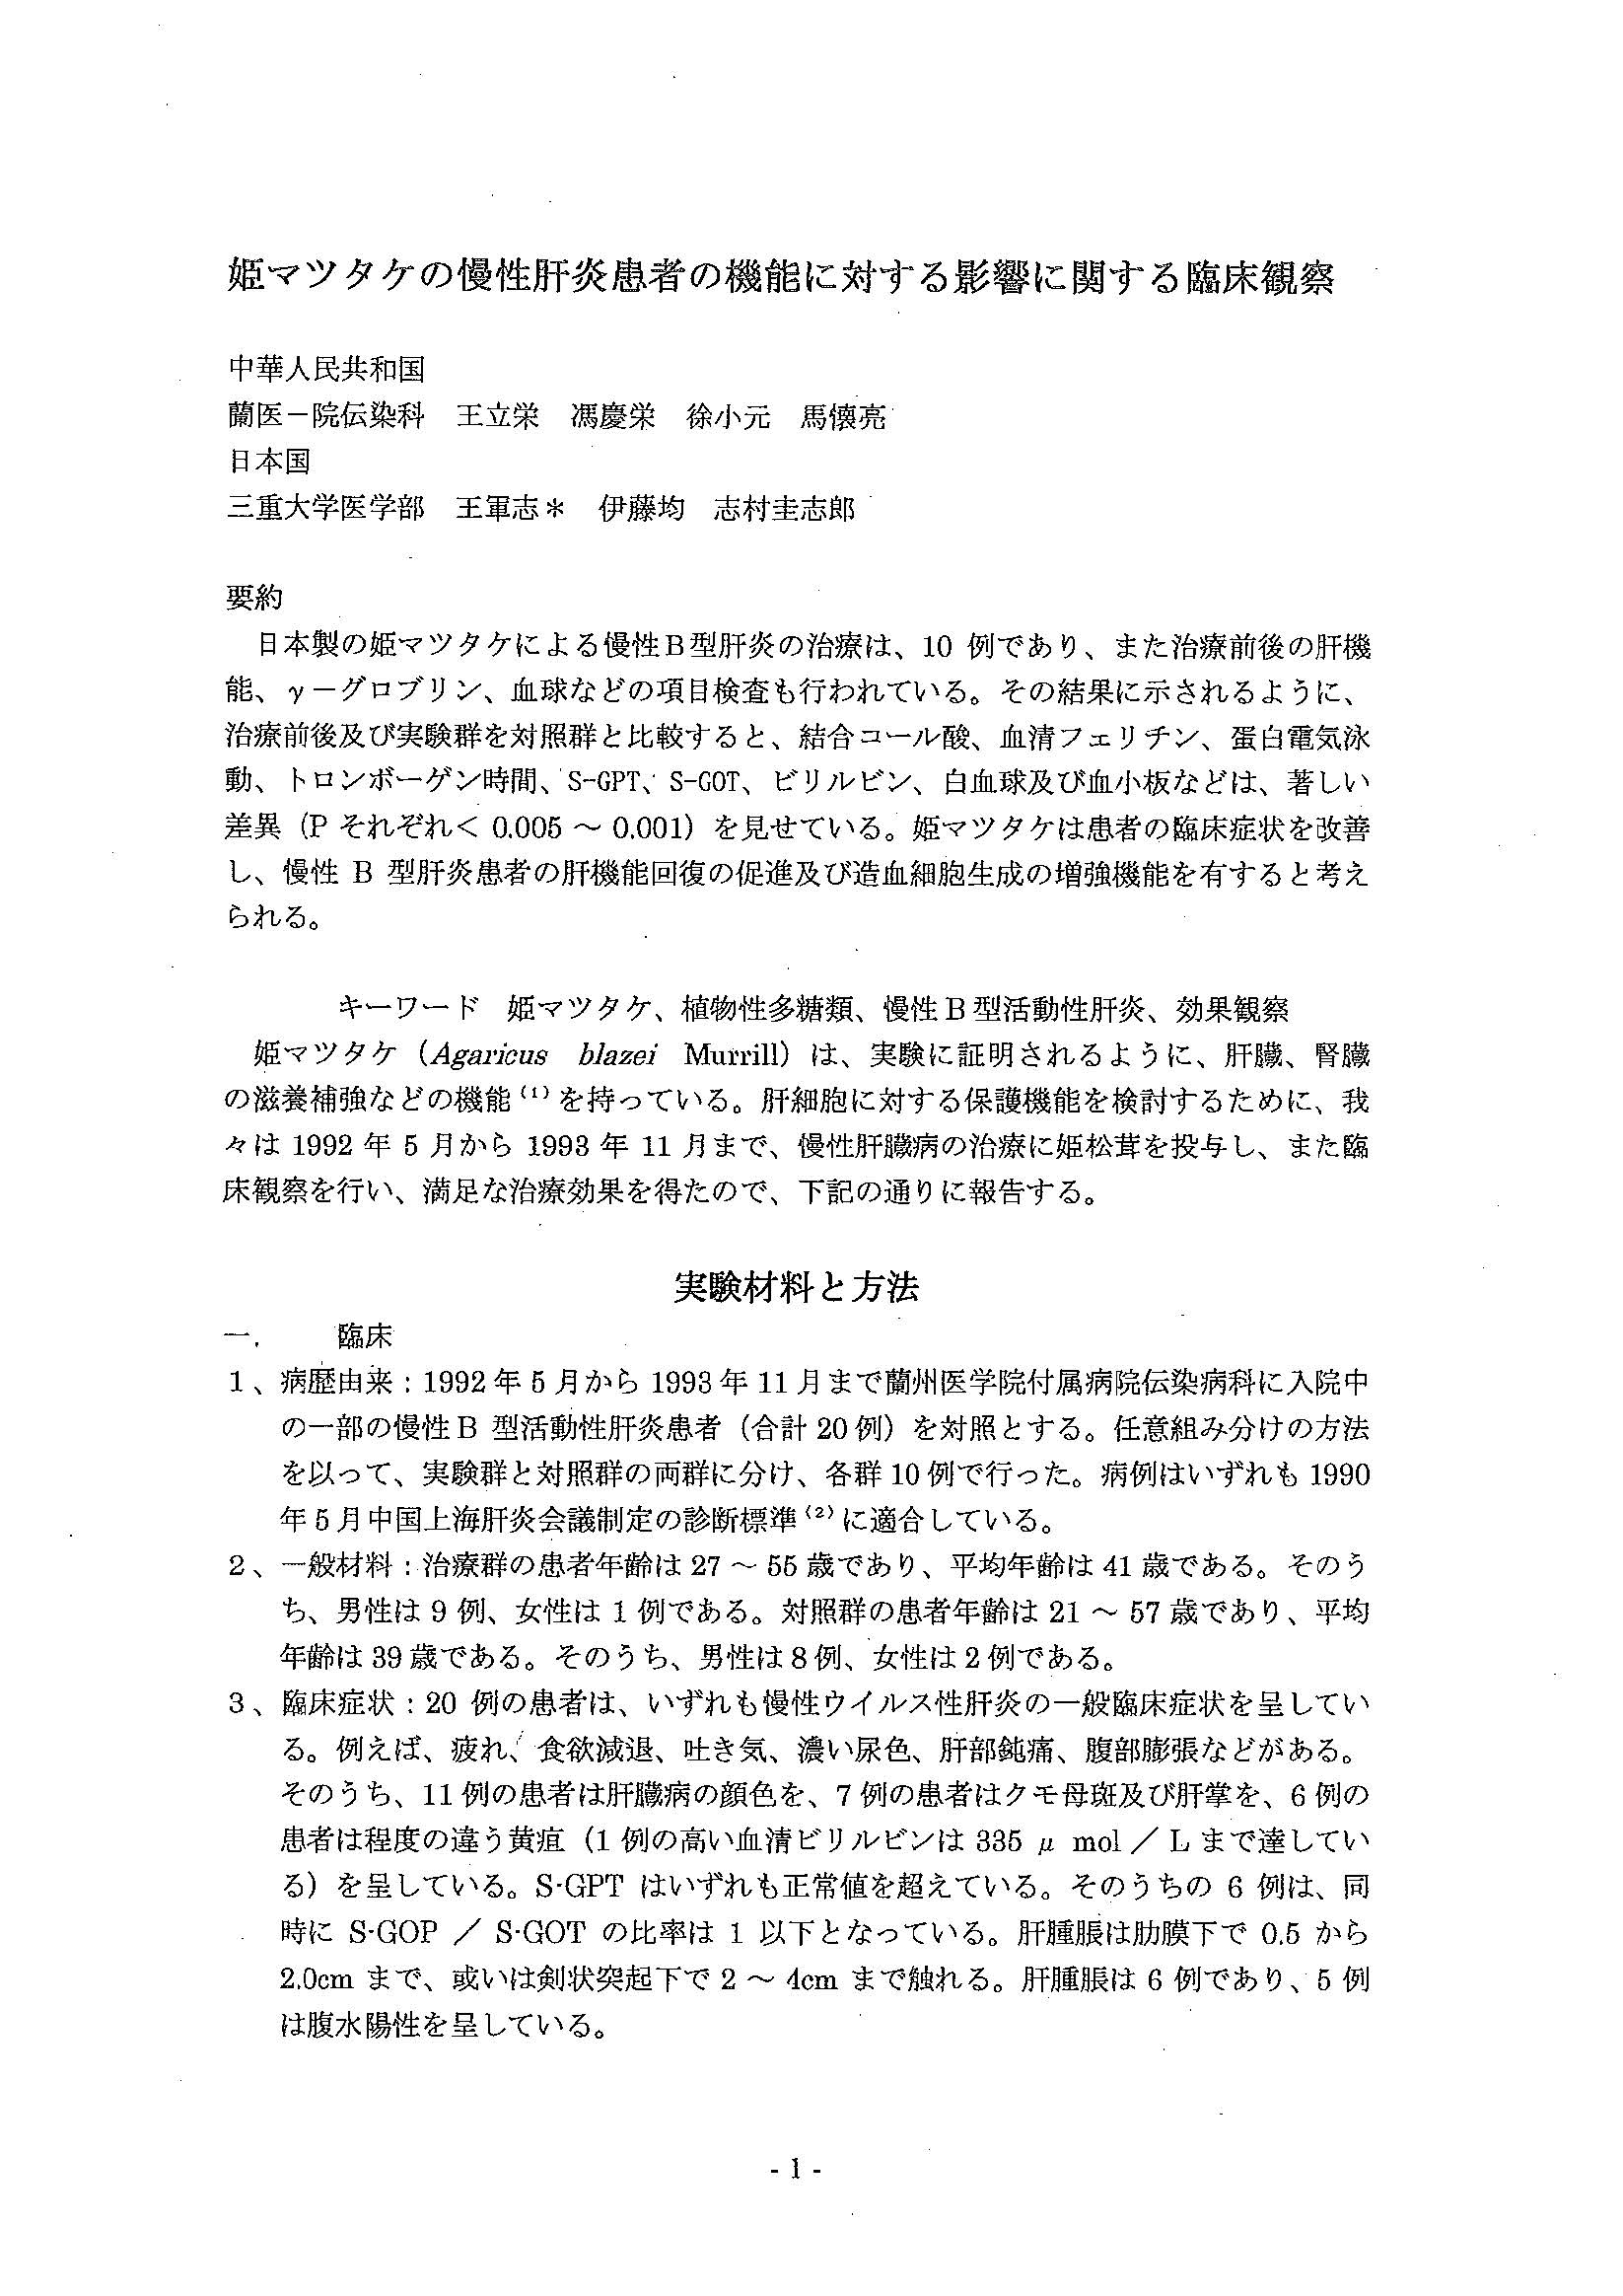 姫マツタケの慢性肝炎患者の機能に対する影響に関する臨床観察
中華人民共和国
蘭医－院伝染科　王立栄　馮慶栄　徐小元　馬懐亮
日本国
三重大学医学部　王軍志＊　伊藤均　志村圭志郎
要約
日本製の姫マツタケによる慢性B型肝炎の治療は、10 例であり、また治療前後の肝機
能、γ－グロブリン、血球などの項目検査も行われている。その結果に示されるように、
治療前後及び実験群を対照群と比較すると、結合コール酸、血清フェリチン、蛋白電気泳
動、トロンボーゲン時間、S-GPT、S-GOT、ビリルビン、白血球及び血小板などは、著しい
差異（P それぞれ＜ 0.005 ～ 0.001）を見せている。姫マツタケは患者の臨床症状を改善
し、慢性 B 型肝炎患者の肝機能回復の促進及び造血細胞生成の増強機能を有すると考え
られる。
キーワード　姫マツタケ、植物性多糖類、慢性B型活動性肝炎、効果観察
姫マツタケ（Agaricus blazei Murrill）は、実験に証明されるように、肝臓、腎臓
の滋養補強などの機能⁽¹⁾を持っている。肝細胞に対する保護機能を検討するために、我
々は 1992 年 5 月から 1993 年 11 月まで、慢性肝臓病の治療に姫松茸を投与し、また臨
床観察を行い、満足な治療効果を得たので、下記の通りに報告する。
実験材料と方法
一．　臨床
1、病歴由来：1992年5月から1993年11月まで蘭州医学院付属病院伝染病科に入院中
の一部の慢性B 型活動性肝炎患者（合計 20例）を対照とする。任意組み分けの方法
を以って、実験群と対照群の両群に分け、各群10例で行った。病例はいずれも 1990
年5月中国上海肝炎会議制定の診断標準⁽²⁾に適合している。
2、一般材料：治療群の患者年齢は 27 ～ 55 歳であり、平均年齢は 41 歳である。そのう
ち、男性は 9 例、女性は 1 例である。対照群の患者年齢は 21 ～ 57 歳であり、平均
年齢は39歳である。そのうち、男性は8例、女性は2例である。
3、臨床症状：20 例の患者は、いずれも慢性ウイルス性肝炎の一般臨床症状を呈してい
る。例えば、疲れ、食欲減退、吐き気、濃い尿色、肝部鈍痛、腹部膨張などがある。
そのうち、11例の患者は肝臓病の顔色を、7例の患者はクモ母斑及び肝掌を、6例の
患者は程度の違う黄疸（1 例の高い血清ビリルビンは 335 μ mol ／ L まで達してい
る）を呈している。S-GPT はいずれも正常値を超えている。そのうちの 6 例は、同
時に S-GOP ／ S-GOT の比率は 1 以下となっている。肝腫脹は肋膜下で 0.5 から
2.0cm まで、或いは剣状突起下で 2 ～ 4cm まで触れる。肝腫脹は 6 例であり、5 例
は腹水陽性を呈している。
- 1 -